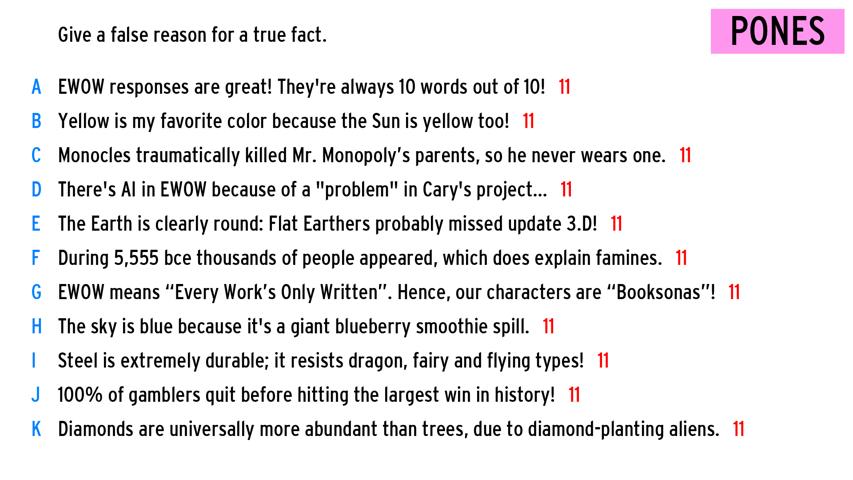 Give a false reason for a true fact.
PONES
A EWOW responses are great! They're always 10 words out of 10! 11
B Yellow is my favorite color because the Sun is yellow too! 11
C Monocles traumatically killed Mr. Monopoly’s parents, so he never wears one. 11
D There's AI in EWOW because of a "problem" in Cary's project... 11
E The Earth is clearly round: Flat Earthers probably missed update 3.D! 11
F During 5,555 bce thousands of people appeared, which does explain famines. 11
G EWOW means “Every Work’s Only Written”. Hence, our characters are “Booksonas”! 11
H The sky is blue because it's a giant blueberry smoothie spill. 11
I Steel is extremely durable; it resists dragon, fairy and flying types! 11
J 100% of gamblers quit before hitting the largest win in history! 11
K Diamonds are universally more abundant than trees, due to diamond-planting aliens. 11